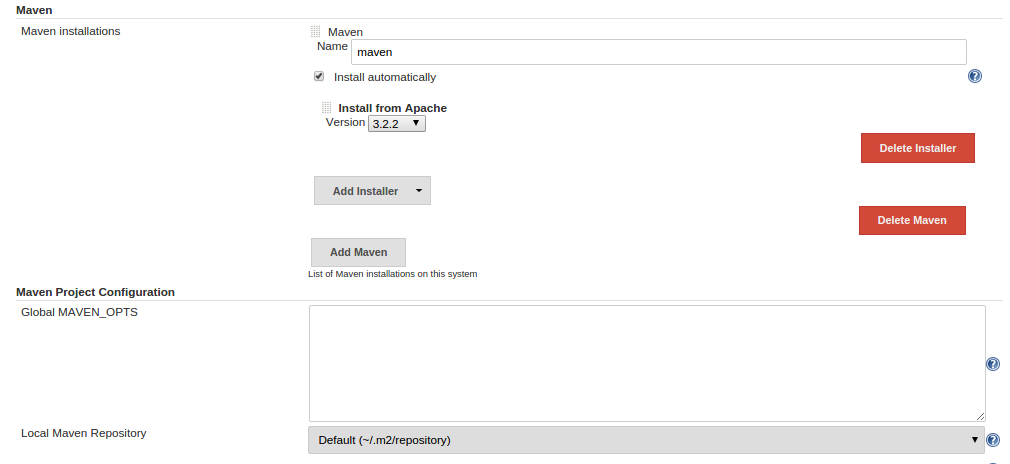 Maven
Maven installations
Maven
Name maven
Install automatically
Install from Apache
Version 3.2.2
Delete Installer
Add Installer
Delete Maven
Add Maven
List of Maven installations on this system
Maven Project Configuration
Global MAVEN_OPTS
Local Maven Repository Default (~/.m2/repository)